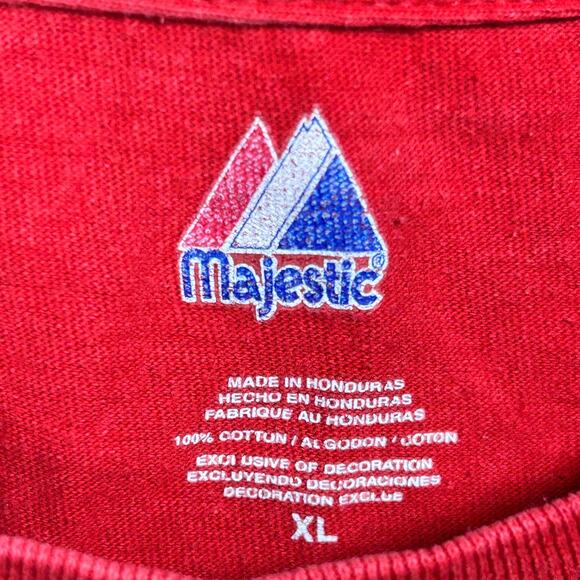 Majestic®
MADE IN HONDURAS
HECHO EN HONDURAS
FABRIQUE AU HONDURAS
100% COTTON / ALGODON / COTON
EXCLUSIVE OF DECORATION
EXCLUYENDO DECORACIONES
DECORATION EXCLUE
XL